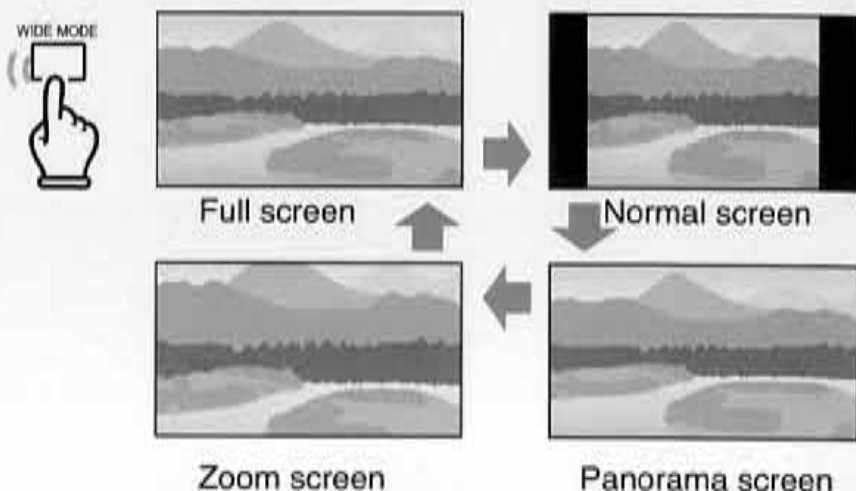 WIDE MODE
Full screen
Normal screen
Zoom screen
Panorama screen